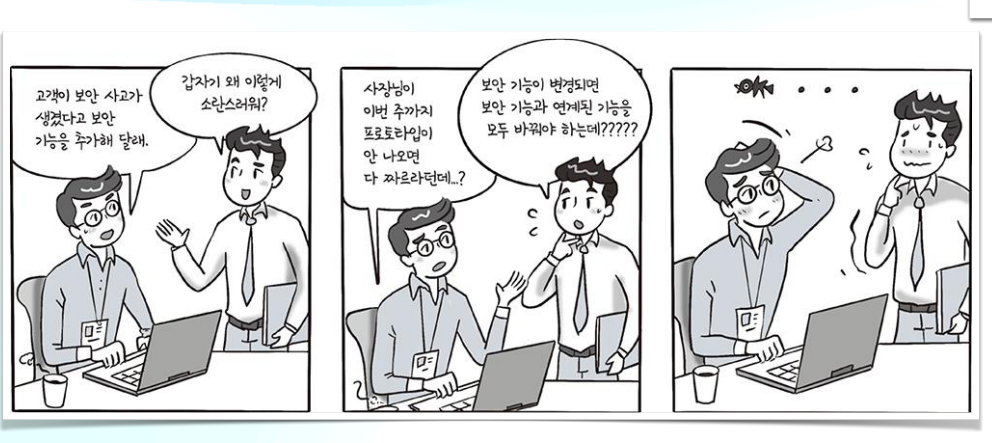 갑자기 왜 이렇게
소란스러워?
고객이 보안 사고가
생겼다고 보안
기능을 추가해 달래.
사장님이
이번 주까지
프로토타입이
안 나오면
다 짜르라던데...?
보안 기능이 변경되면
보안 기능과 연계된 기능을
모두 바꿔야 하는데?????